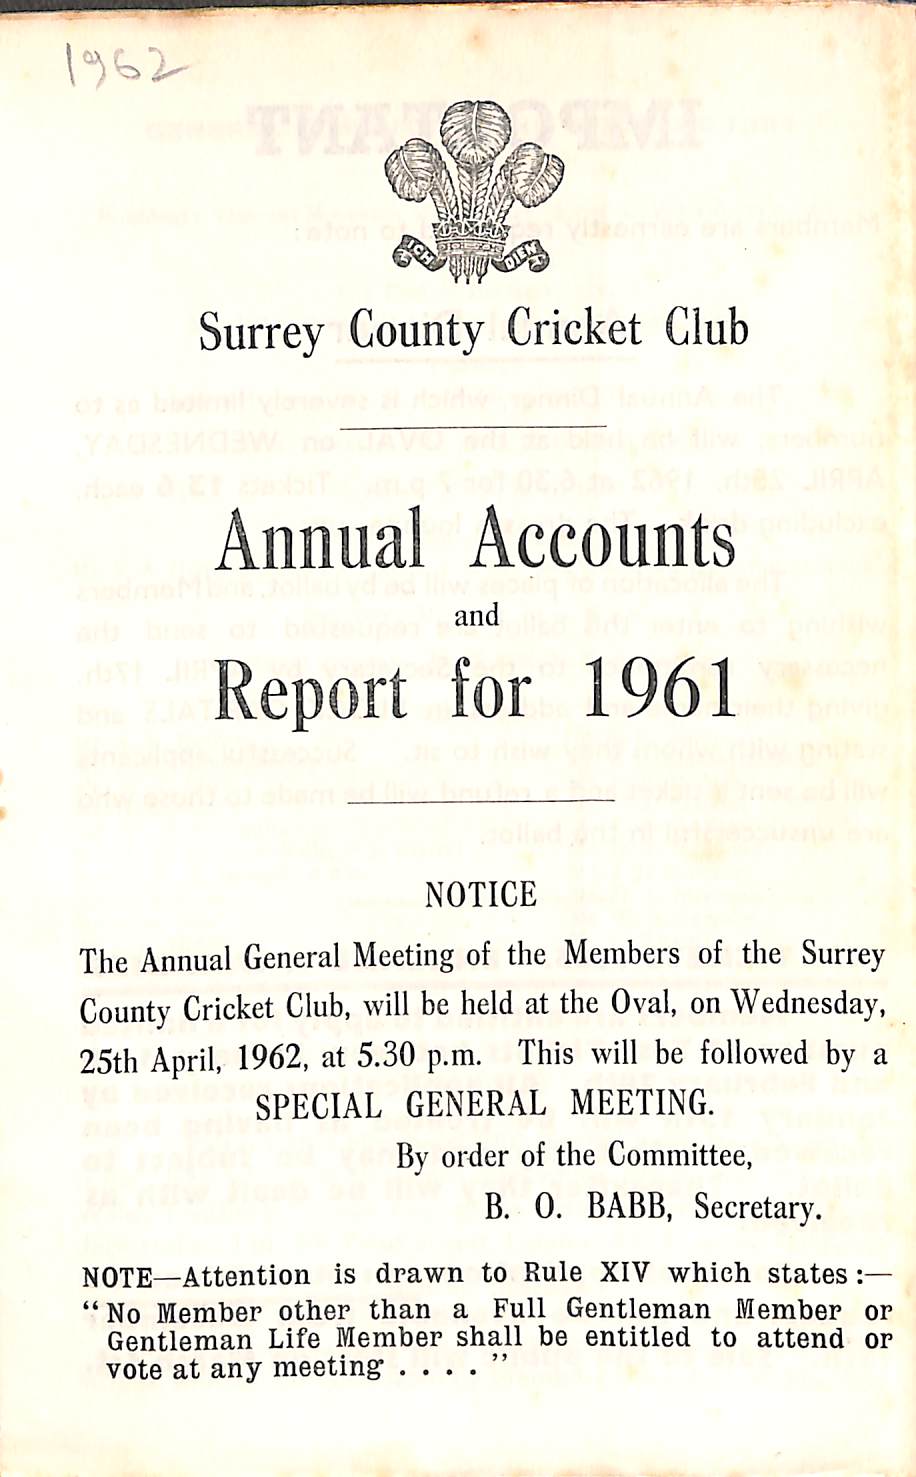 1962
ICH DIEN
Surrey County Cricket Club
Annual Accounts
and
Report for 1961
NOTICE
The Annual General Meeting of the Members of the Surrey
County Cricket Club, will be held at the Oval, on Wednesday,
25th April, 1962, at 5.30 p.m. This will be followed by a
SPECIAL GENERAL MEETING.
By order of the Committee,
B. O. BABB, Secretary.
NOTE—Attention is drawn to Rule XIV which states :—
“No Member other than a Full Gentleman Member or
Gentleman Life Member shall be entitled to attend or
vote at any meeting . . . . ”